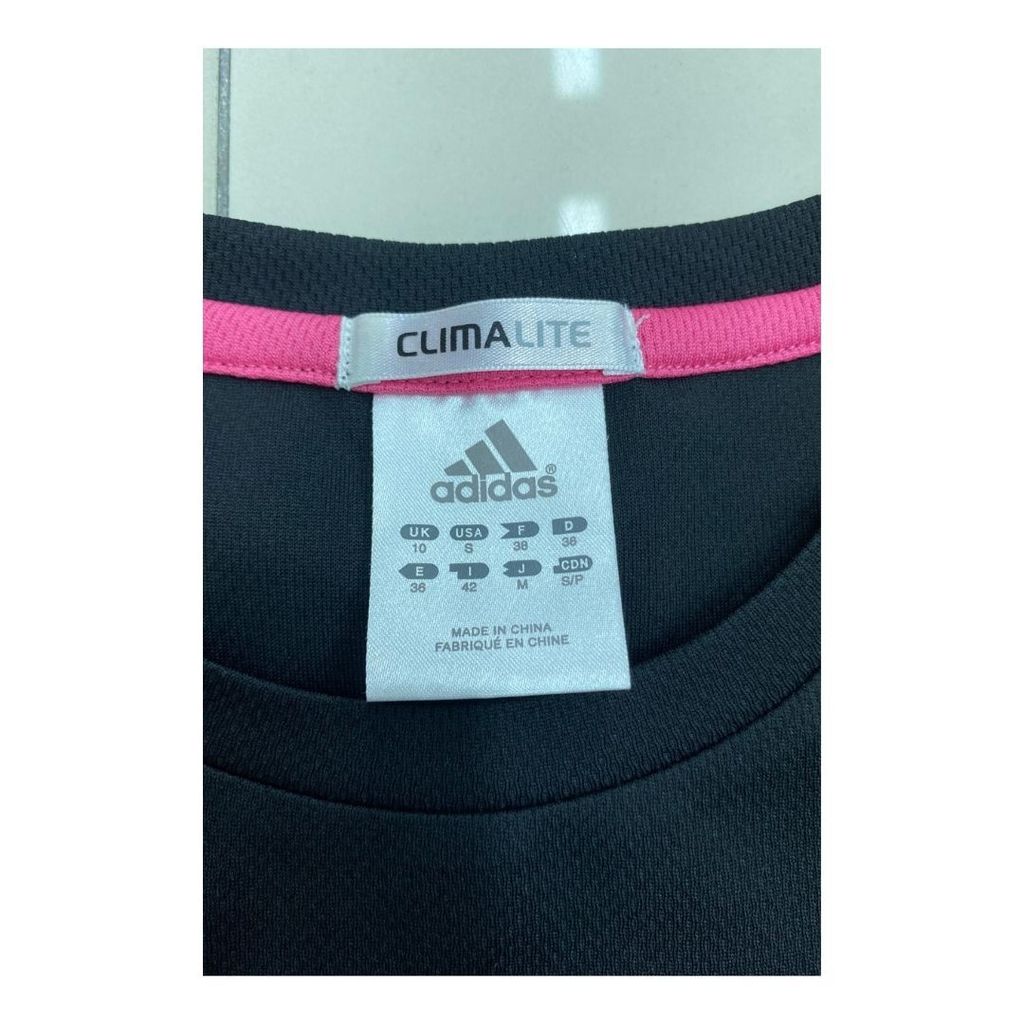 CLIMALITE
adidas®
UK USA F D
10 S 38 36
E I J CDN
36 42 M S/P
MADE IN CHINA
FABRIQUÉ EN CHINE